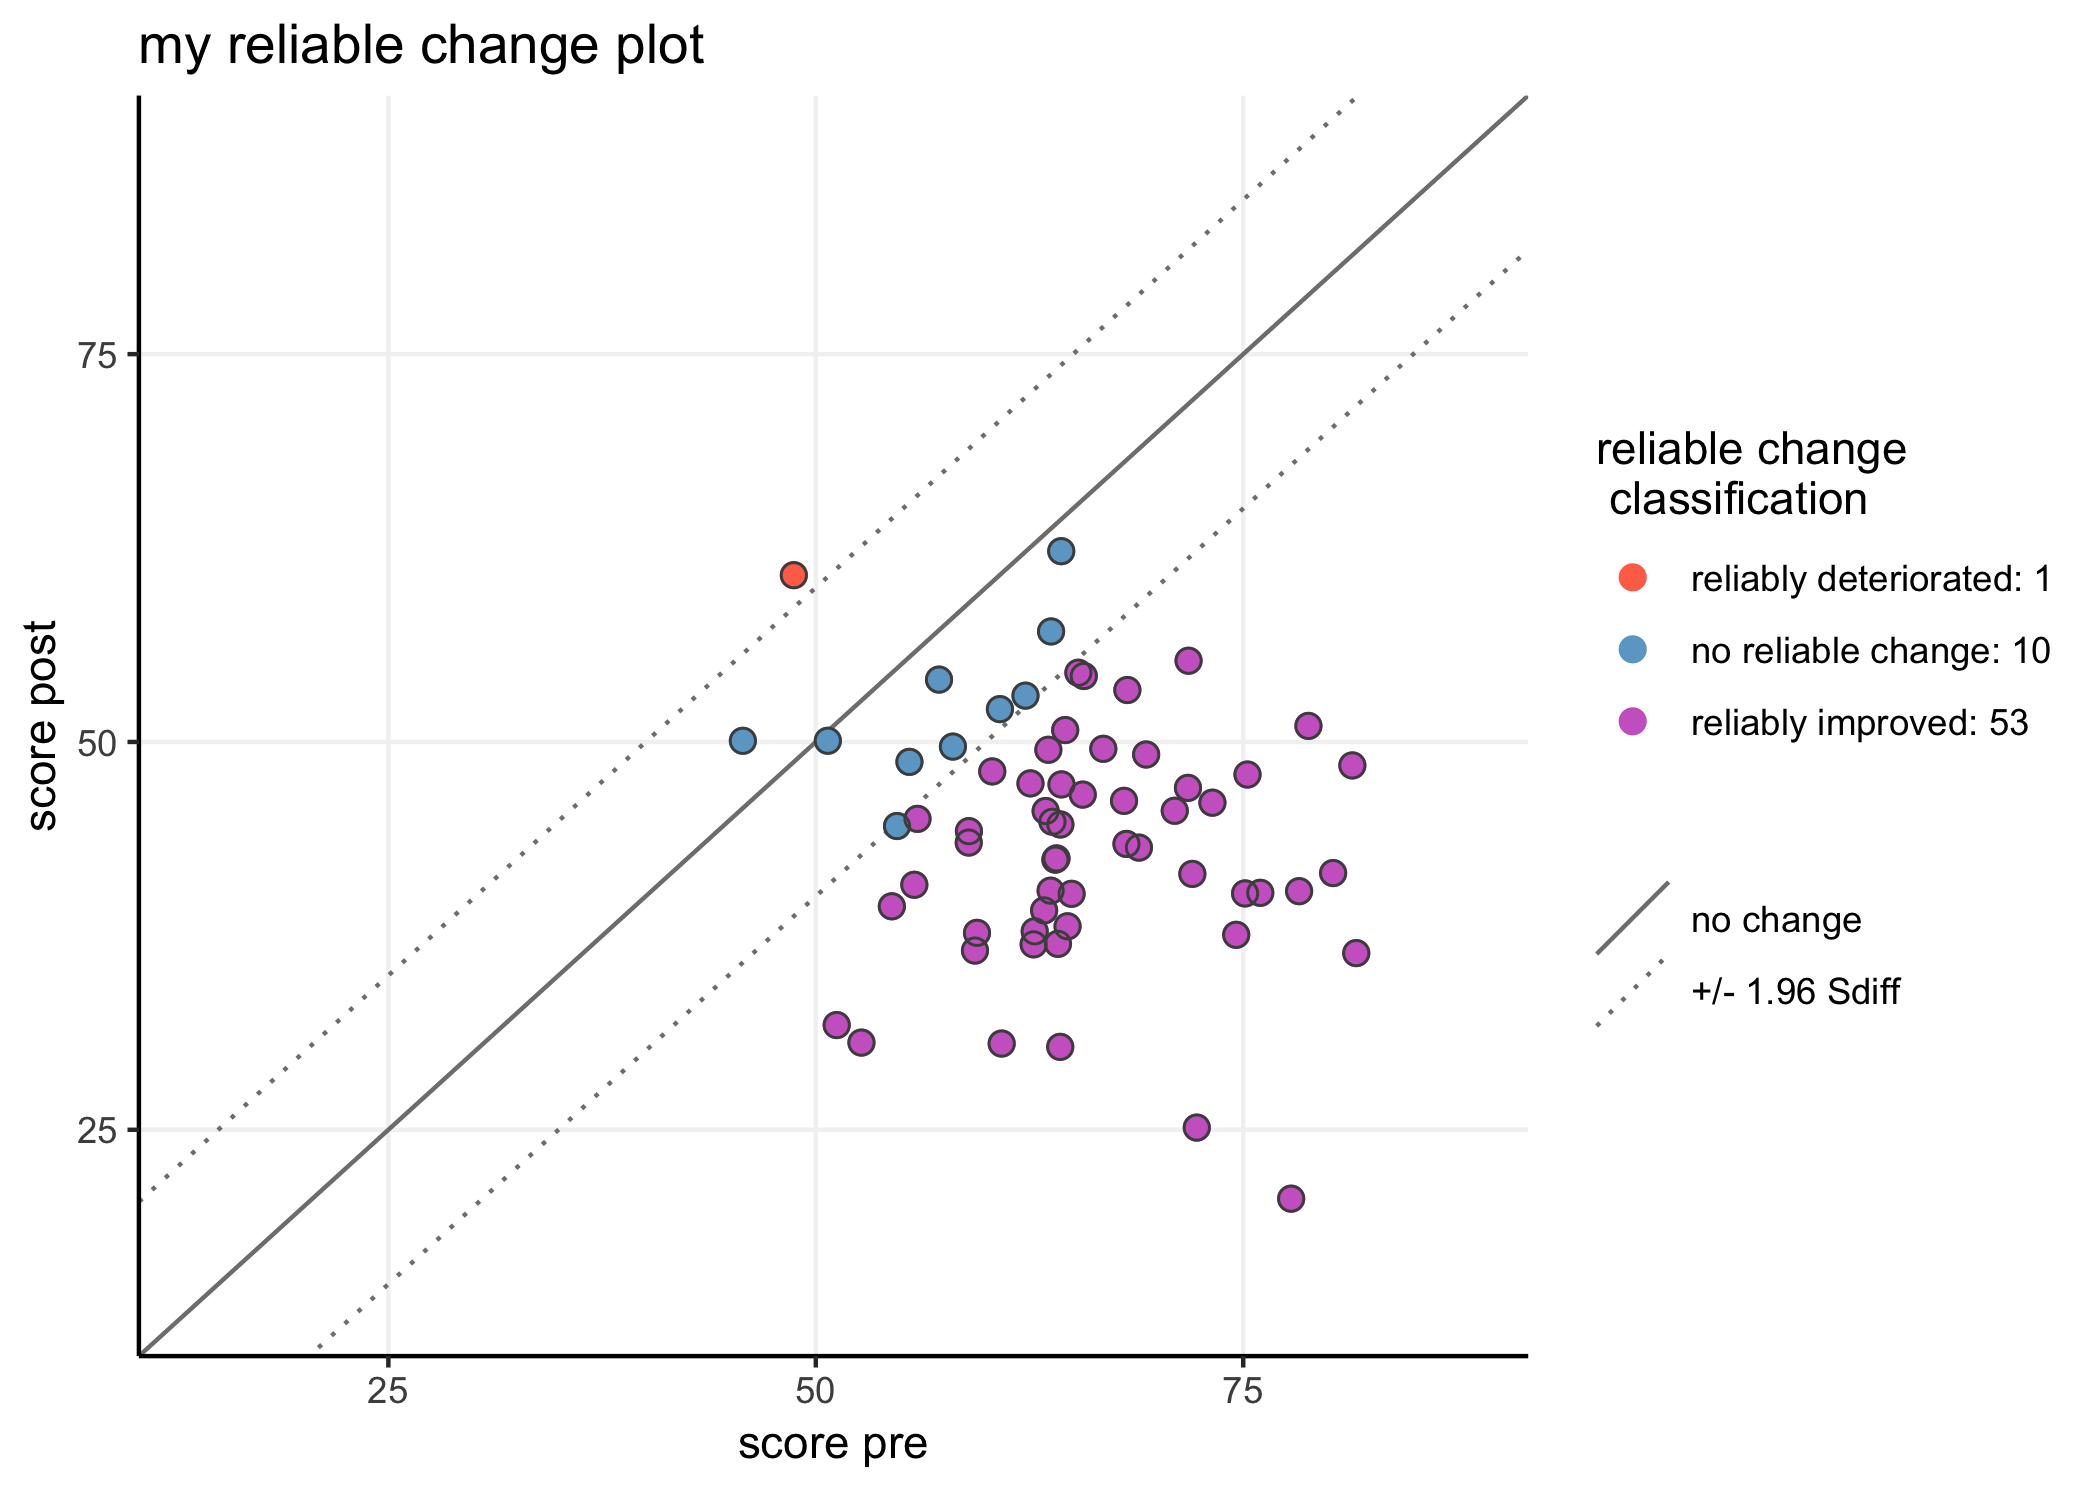 my reliable change plot
score post
75
50
25
25
50
75
score pre
reliable change
classification
reliably deteriorated: 1
no reliable change: 10
reliably improved: 53
no change
+/- 1.96 Sdiff